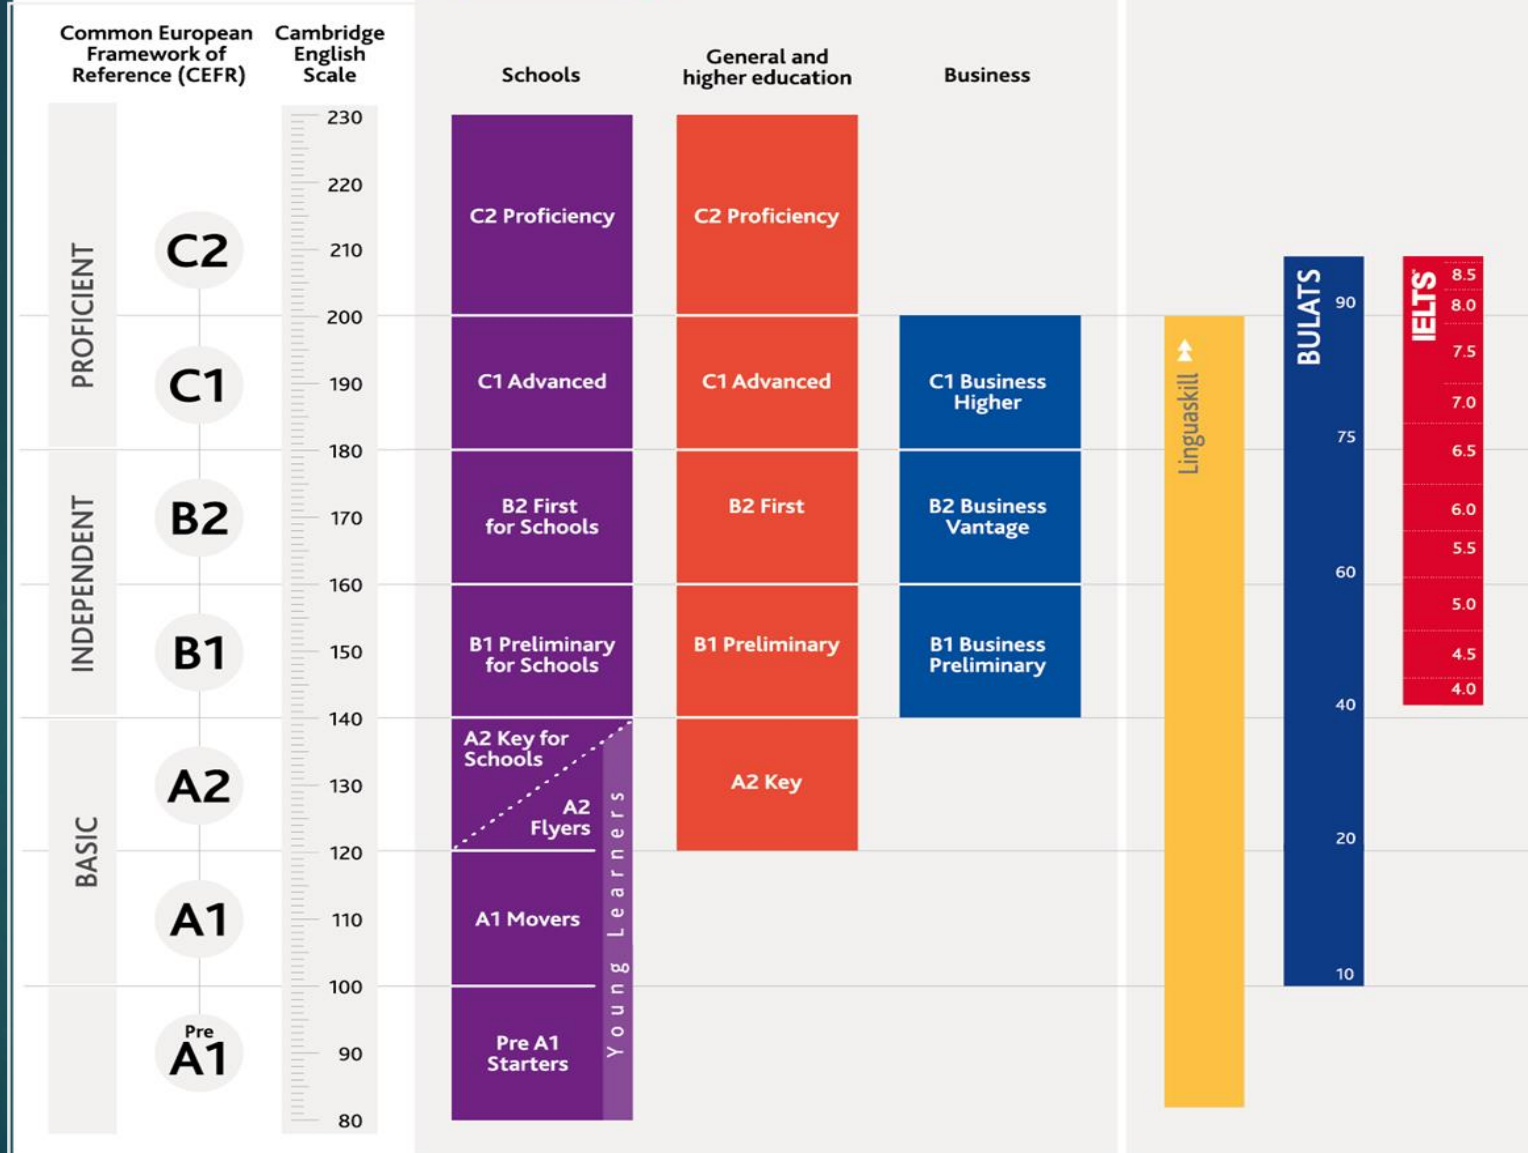 Common European
Framework of
Reference (CEFR)
Cambridge
English
Scale
Schools
General and
higher education
Business
PROFICIENT
INDEPENDENT
BASIC
C2
C1
B2
B1
A2
A1
Pre
A1
230
220
210
200
190
180
170
160
150
140
130
120
110
100
90
80
C2 Proficiency
C1 Advanced
B2 First
for Schools
B1 Preliminary
for Schools
A2 Key for
Schools
A2
Flyers
A1 Movers
Pre A1
Starters
Young Learners
C2 Proficiency
C1 Advanced
B2 First
B1 Preliminary
A2 Key
C1 Business
Higher
B2 Business
Vantage
B1 Business
Preliminary
Linguaskill
BULATS
90
75
60
40
20
10
IELTS
8.5
8.0
7.5
7.0
6.5
6.0
5.5
5.0
4.5
4.0